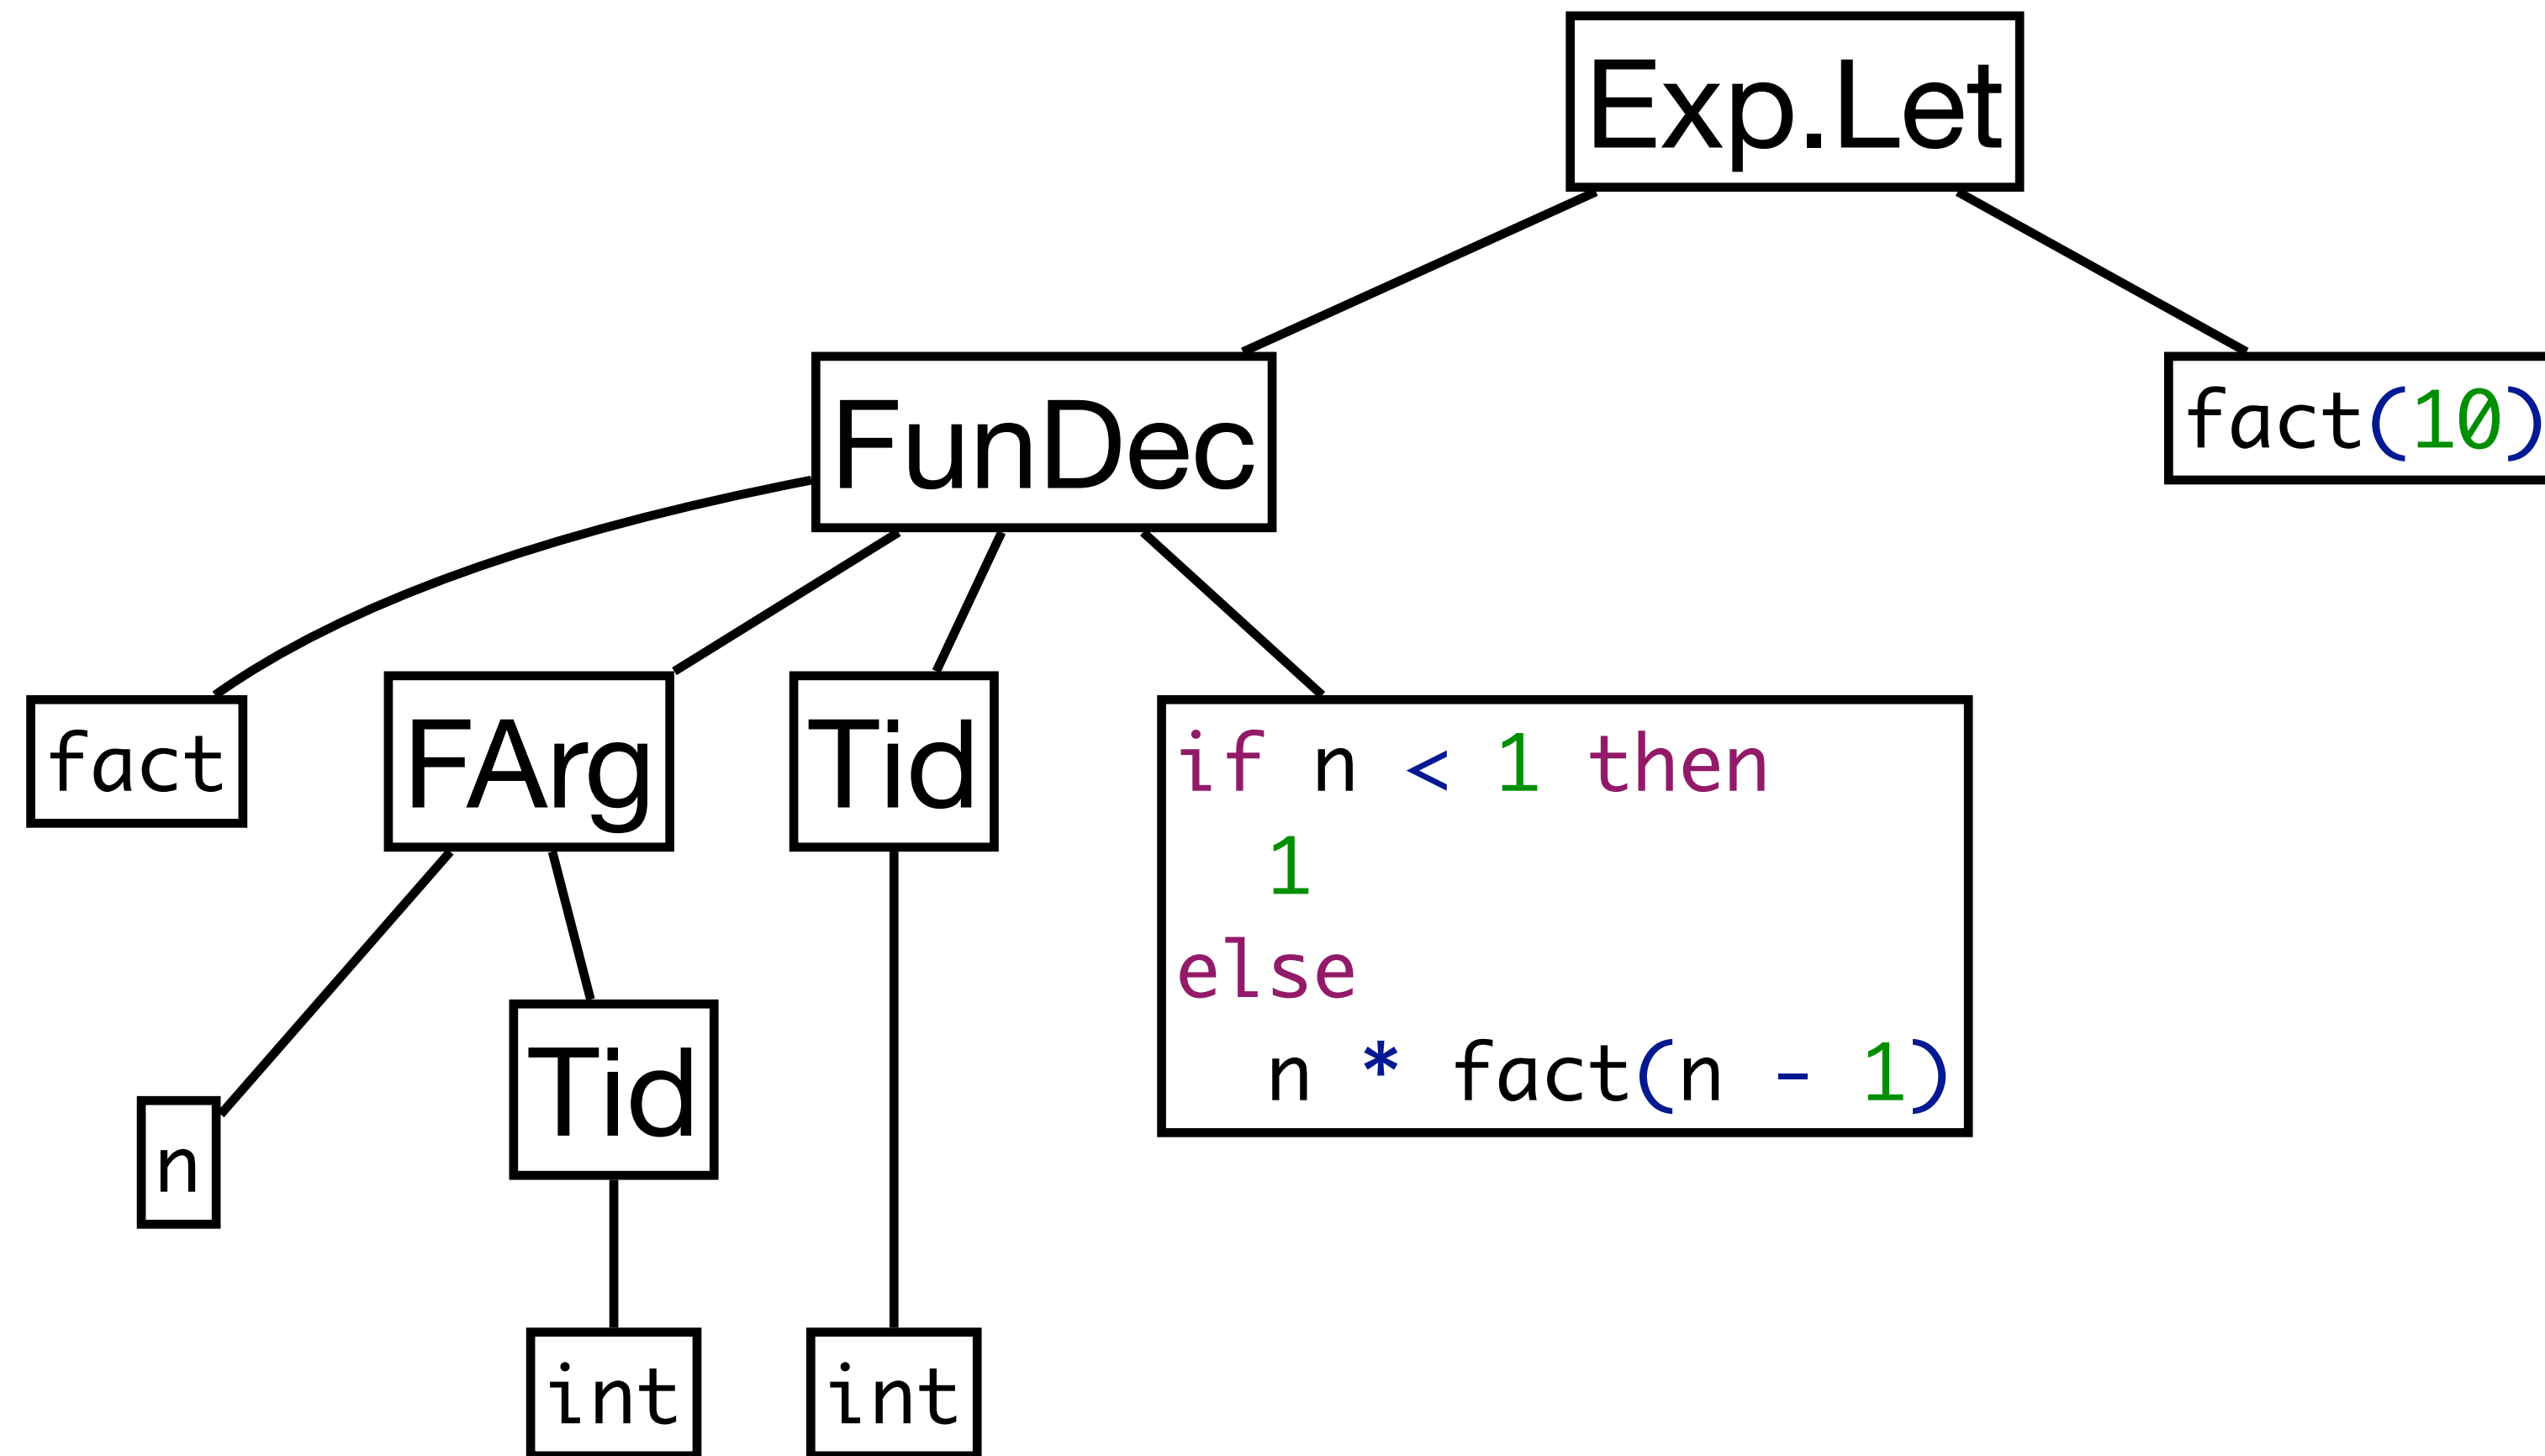 Exp.Let
FunDec
fact(10)
fact
FArg
Tid
if n < 1 then
  1
else
  n * fact(n - 1)
Tid
n
int
int